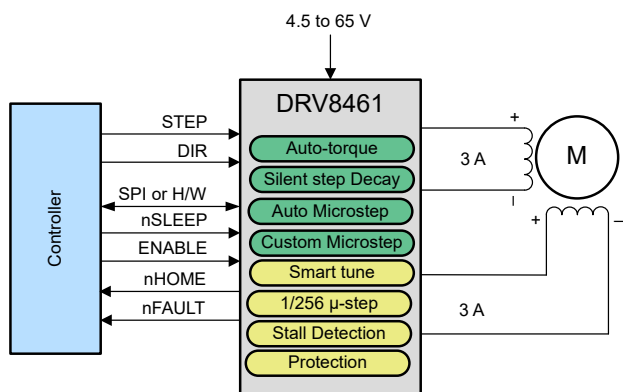 4.5 to 65 V
DRV8461
Controller
STEP
DIR
SPI or H/W
nSLEEP
ENABLE
nHOME
nFAULT
Auto-torque
Silent step Decay
Auto Microstep
Custom Microstep
Smart tune
1/256 µ-step
Stall Detection
Protection
+
3 A
–
M
+
–
3 A